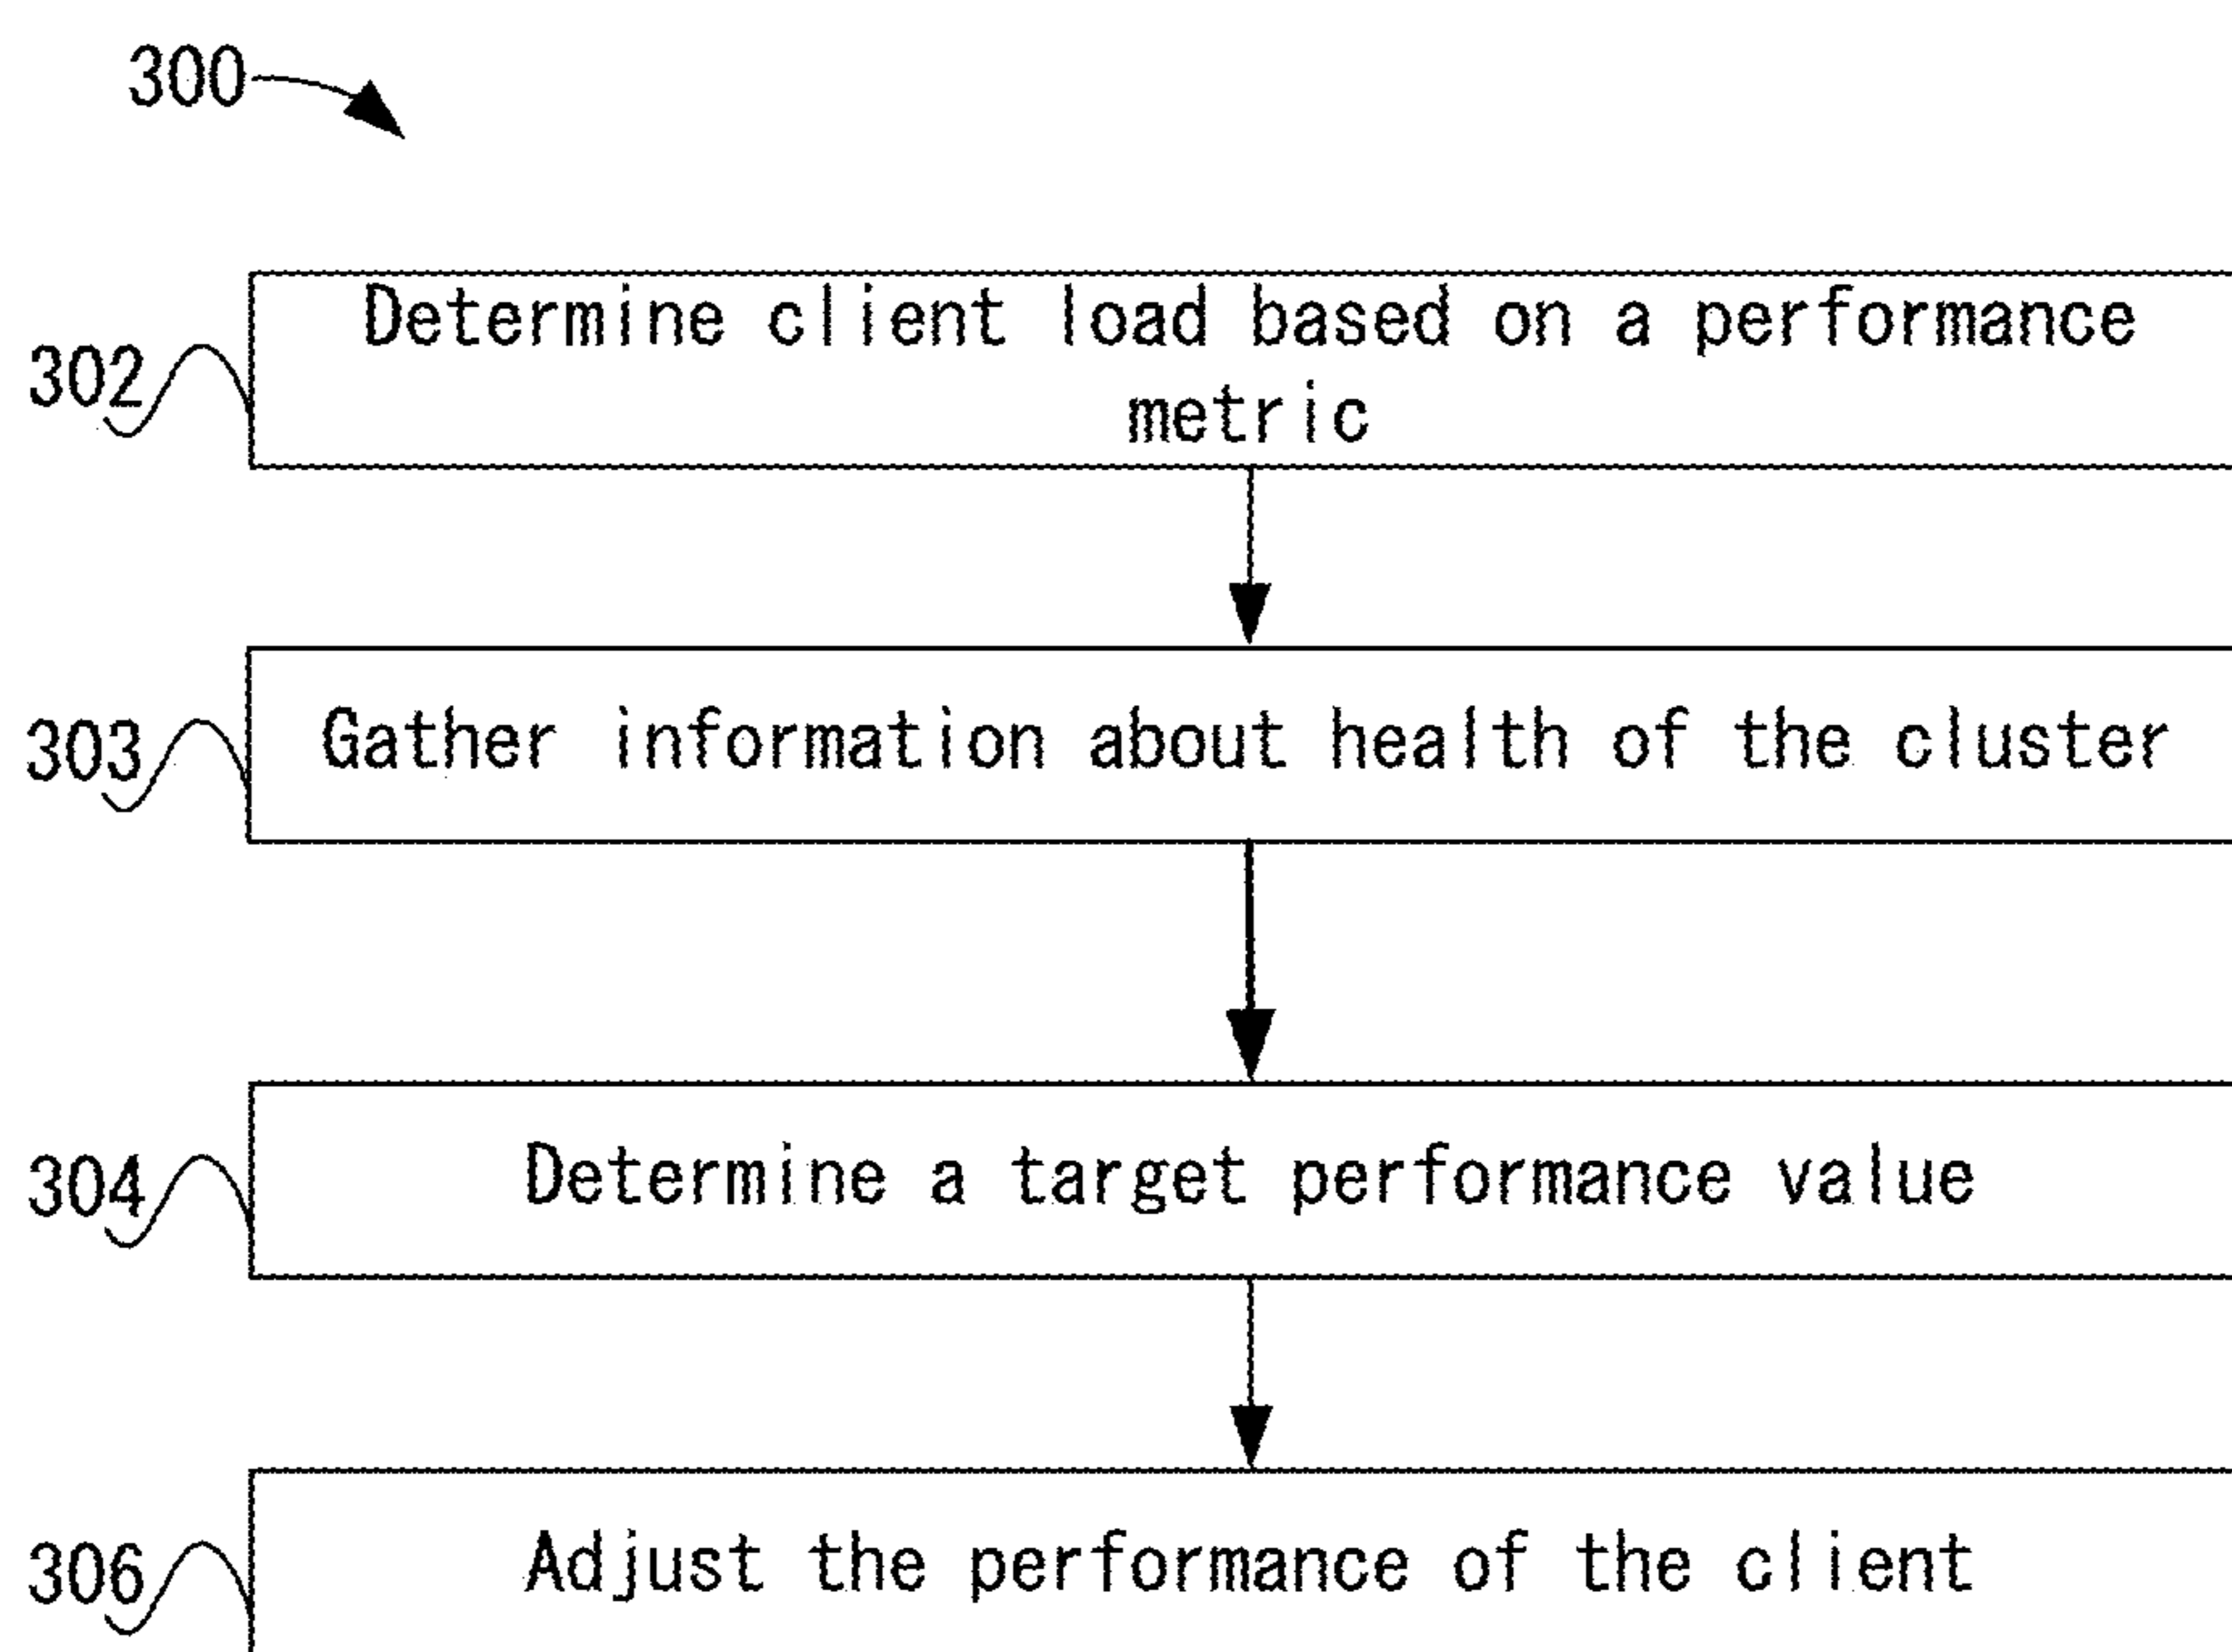 300
Determine client load based on a performance
metric
302
Gather information about health of the cluster
303
Determine a target performance value
304
Adjust the performance of the client
306